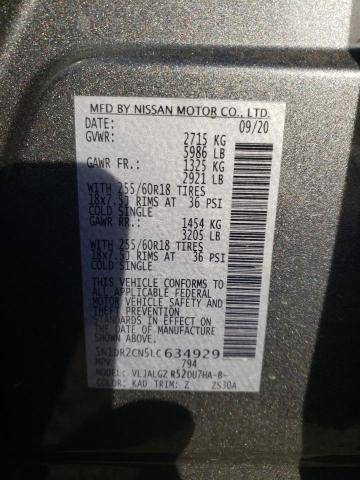 MFD BY NISSAN MOTOR CO., LTD.
DATE: 09/20
GVWR: 2715 KG
5986 LB
GAWR FR.: 1325 KG
2921 LB
WITH 255/60R18 TIRES
18x7.5J RIMS AT 36 PSI
COLD SINGLE
GAWR RR.: 1454 KG
3205 LB
WITH 255/60R18 TIRES
18x7.5J RIMS AT 36 PSI
COLD SINGLE
THIS VEHICLE CONFORMS TO
ALL APPLICABLE FEDERAL
MOTOR VEHICLE SAFETY AND
THEFT PREVENTION
STANDARDS IN EFFECT ON
THE DATE OF MANUFACTURE
SHOWN ABOVE.
5N1DR2CN5LC634929
MPV 794
MODEL: VLJALGZ R52OU7HA-B-
COLOR: KAD TRIM: Z 2S30A